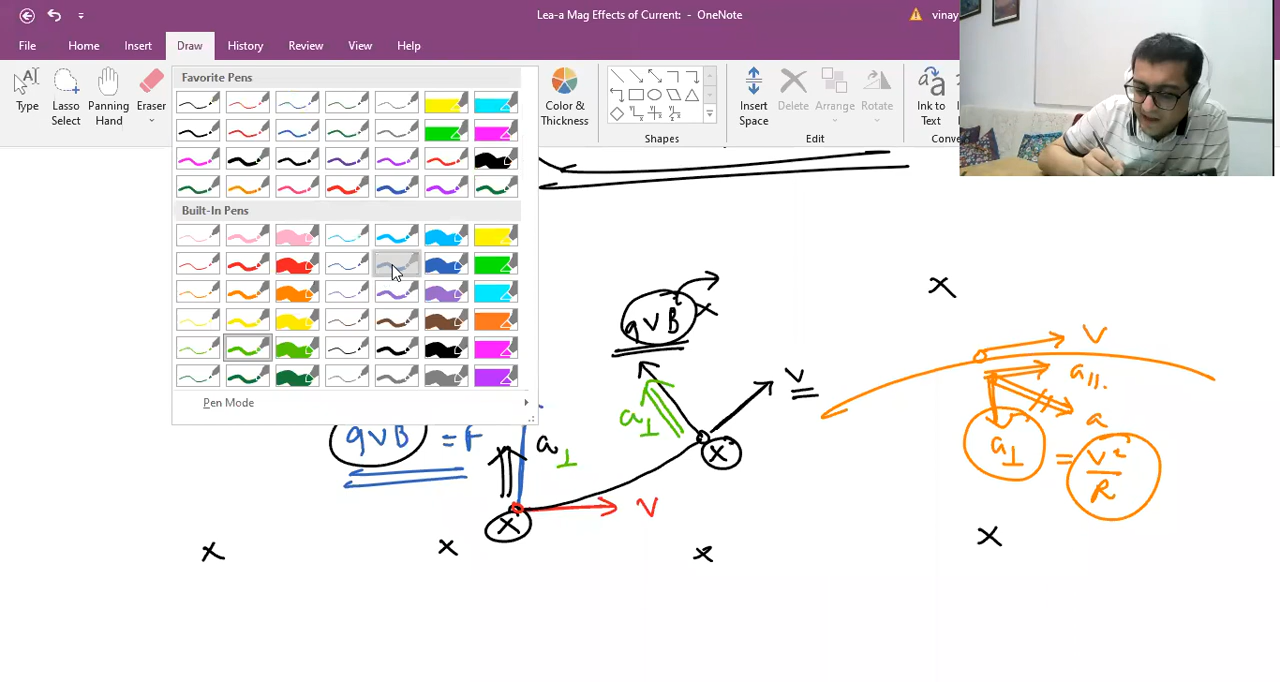 Lea-a Mag Effects of Current: - OneNote
vinay
File Home Insert Draw History Review View Help
Type
Lasso Select
Panning Hand
Eraser
Favorite Pens
Built-In Pens
Pen Mode
Color & Thickness
Shapes
Insert Space
Delete
Arrange
Rotate
Edit
Ink to Text
qvB
x
x
v
a⊥
x
qvB = F
a⊥
x
v
v
a||
a
a⊥ = v²/R
x
x
x
x